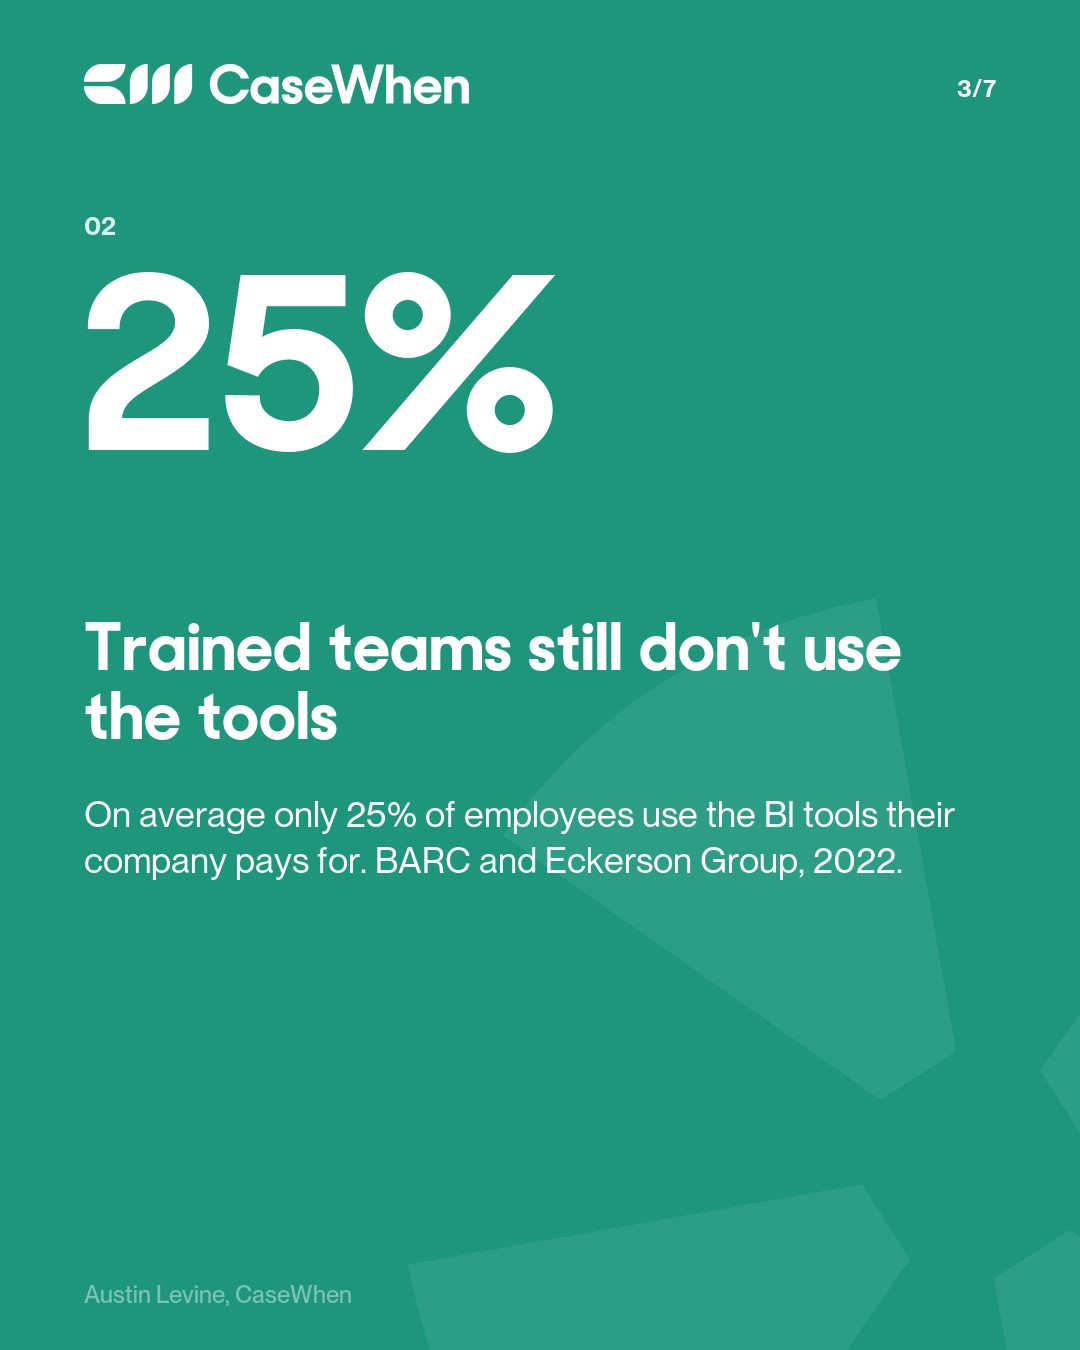 CaseWhen
3/7
02
25%
Trained teams still don't use
the tools
On average only 25% of employees use the BI tools their
company pays for. BARC and Eckerson Group, 2022.
Austin Levine, CaseWhen